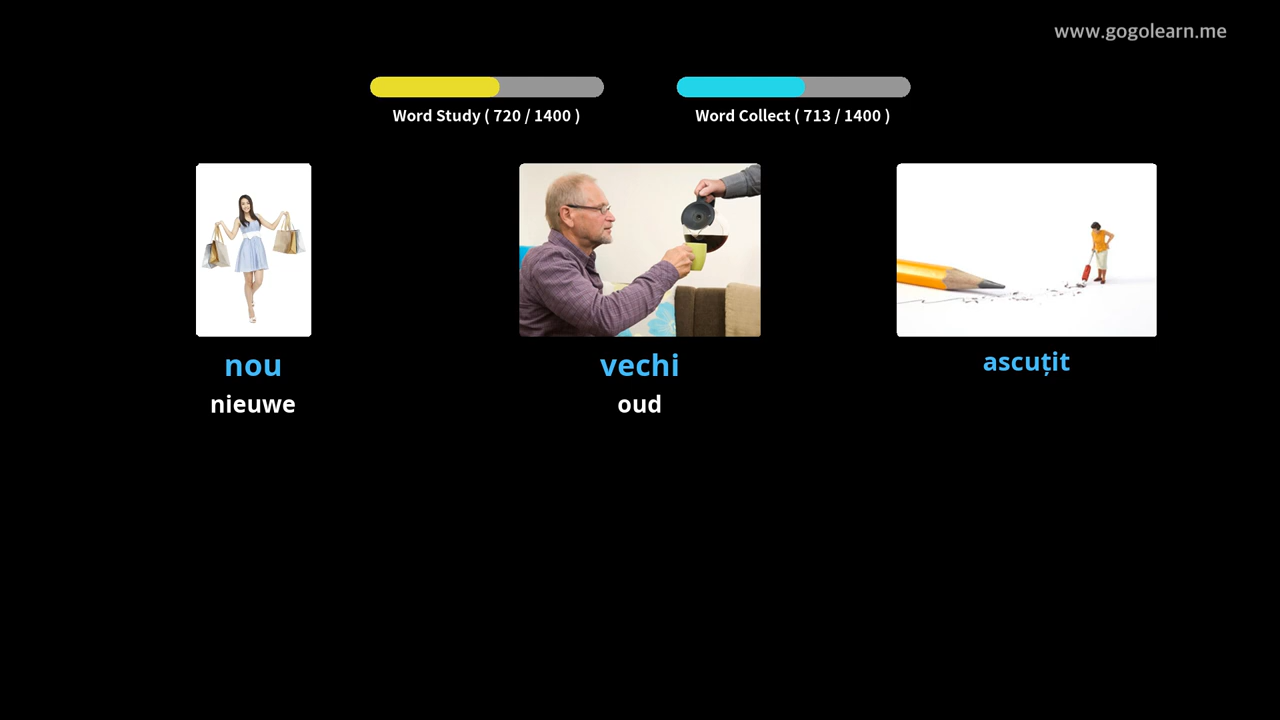 www.gogolearn.me
Word Study ( 720 / 1400 )
Word Collect ( 713 / 1400 )
nou
nieuwe
vechi
oud
ascuțit